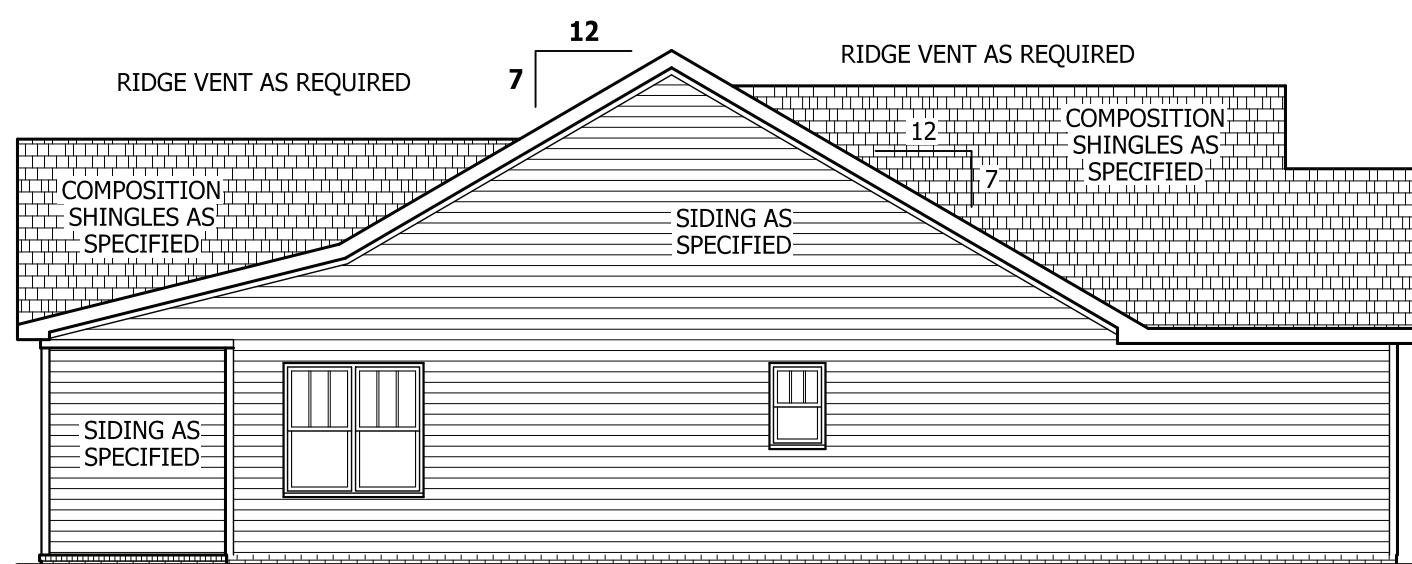 12
7
RIDGE VENT AS REQUIRED
RIDGE VENT AS REQUIRED
COMPOSITION
SHINGLES AS
SPECIFIED
12
7
COMPOSITION
SHINGLES AS
SPECIFIED
SIDING AS
SPECIFIED
SIDING AS
SPECIFIED